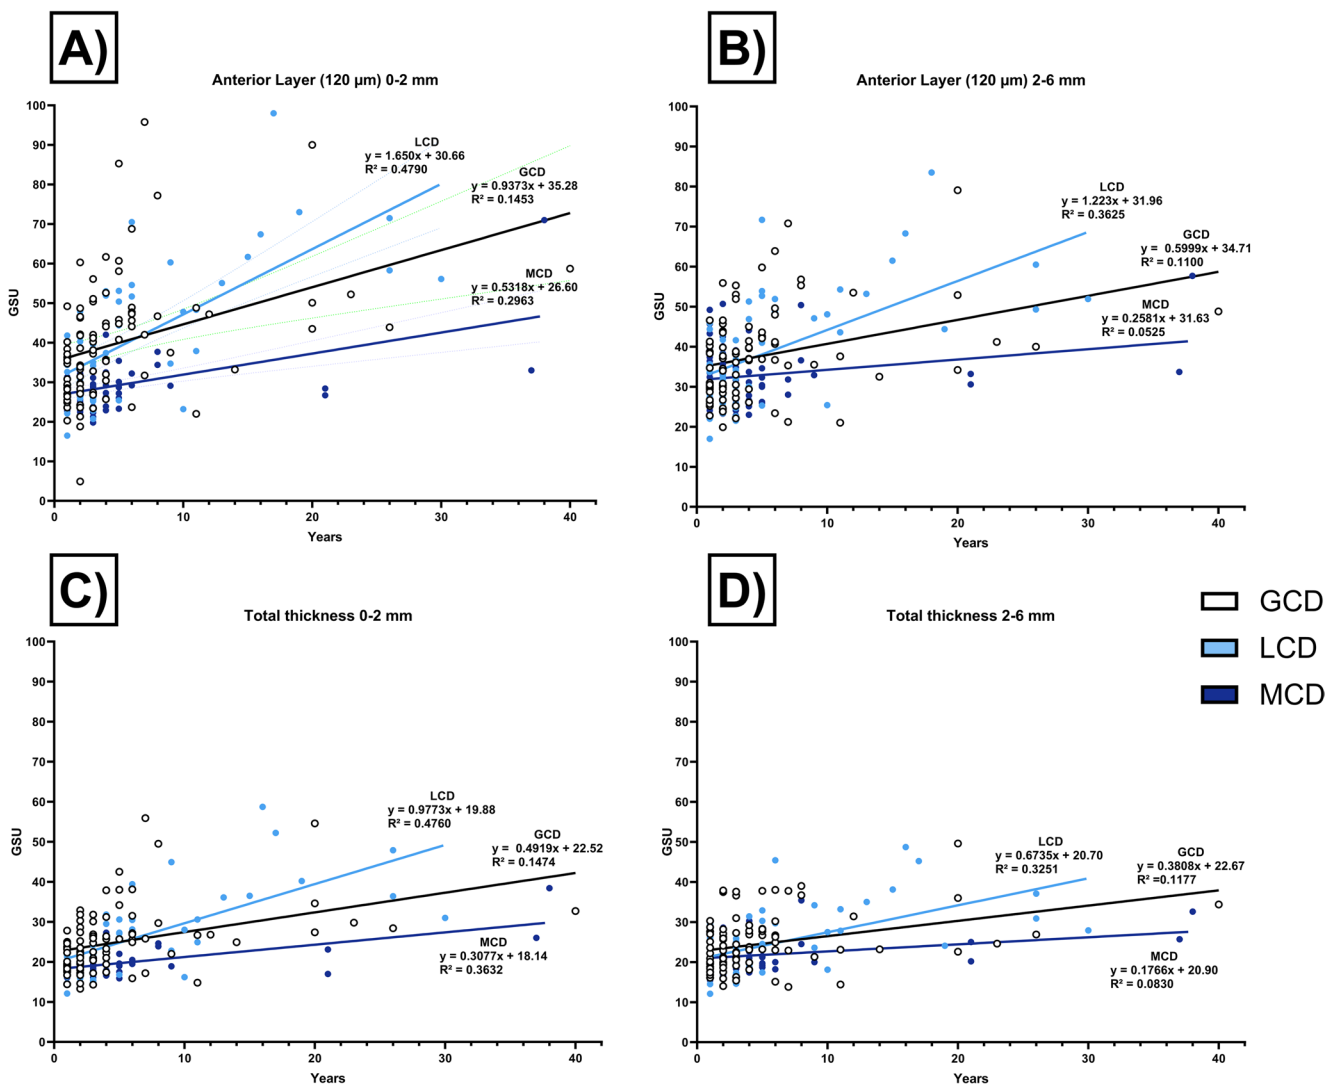 A)
Anterior Layer (120 µm) 0-2 mm
100
90
80
70
60
50
40
30
20
10
0
GSU
LCD
y = 1.650x + 30.66
R² = 0.4790
GCD
y = 0.9373x + 35.28
R² = 0.1453
MCD
y = 0.5318x + 26.60
R² = 0.2963
0 10 20 30 40
Years
B)
Anterior Layer (120 µm) 2-6 mm
100
90
80
70
60
50
40
30
20
10
0
GSU
LCD
y = 1.223x + 31.96
R² = 0.3625
GCD
y = 0.5999x + 34.71
R² = 0.1100
MCD
y = 0.2581x + 31.63
R² = 0.0525
0 10 20 30 40
Years
C)
Total thickness 0-2 mm
100
90
80
70
60
50
40
30
20
10
0
GSU
LCD
y = 0.9773x + 19.88
R² = 0.4760
GCD
y = 0.4919x + 22.52
R² = 0.1474
MCD
y = 0.3077x + 18.14
R² = 0.3632
0 10 20 30 40
Years
D)
Total thickness 2-6 mm
100
90
80
70
60
50
40
30
20
10
0
GSU
LCD
y = 0.6735x + 20.70
R² = 0.3251
GCD
y = 0.3808x + 22.67
R² =0.1177
MCD
y = 0.1766x + 20.90
R² = 0.0830
0 10 20 30 40
Years
GCD
LCD
MCD